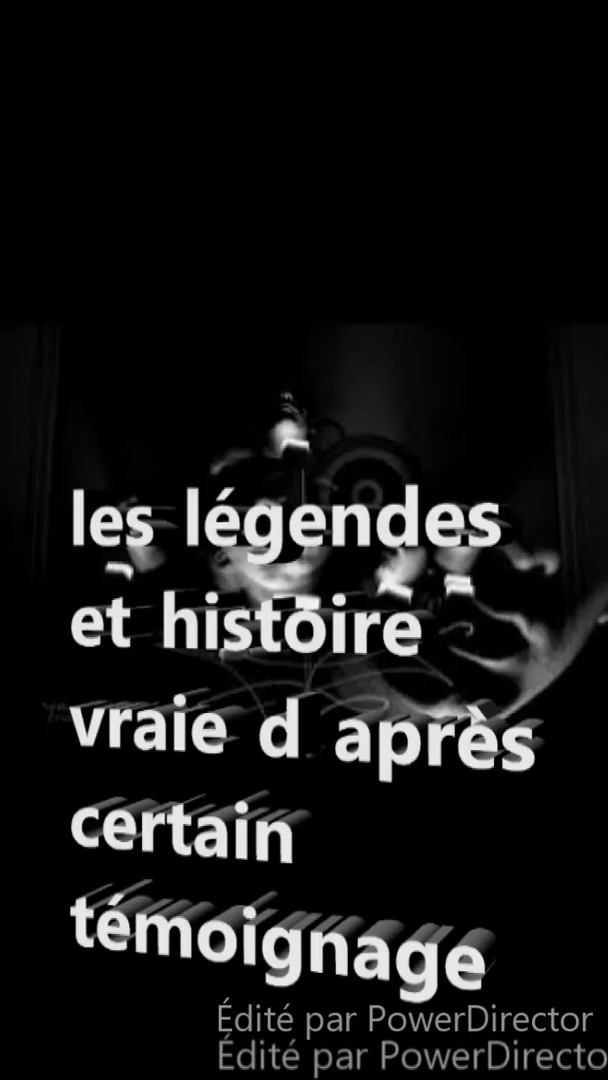 les légendes
et histoire
vraie d après
certain
témoignage
Édité par PowerDirector
Édité par PowerDirecto